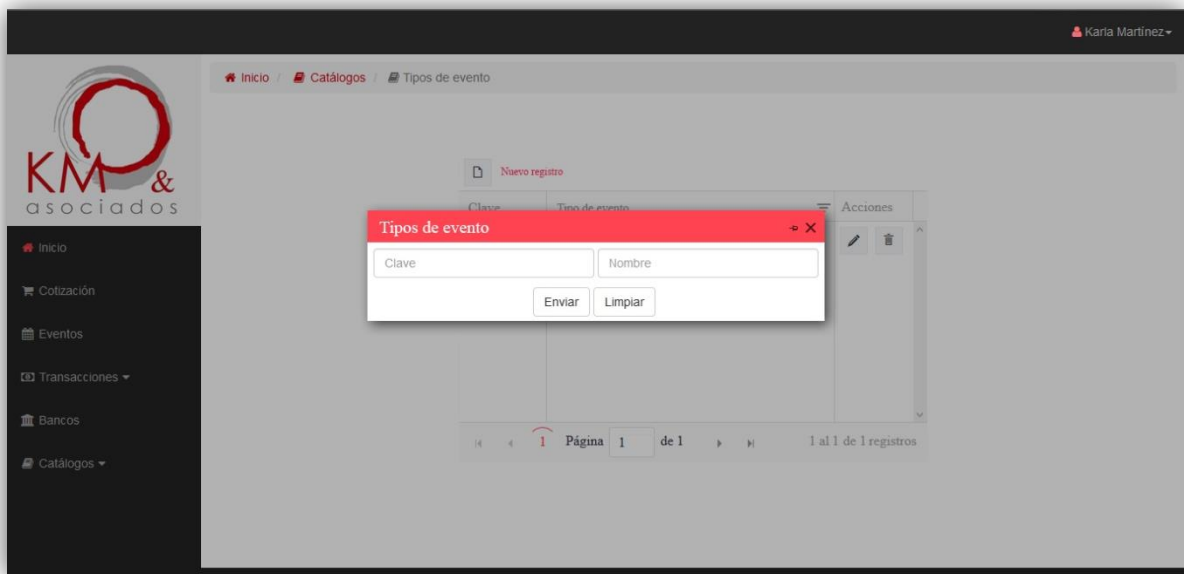 Karla Martínez
Inicio / Catálogos / Tipos de evento
KM &
asociados
Inicio
Cotización
Eventos
Transacciones
Bancos
Catálogos
Nuevo registro
Clave Tipo de evento Acciones
Tipos de evento
Clave Nombre
Enviar Limpiar
1 Página 1 de 1 1 al 1 de 1 registros